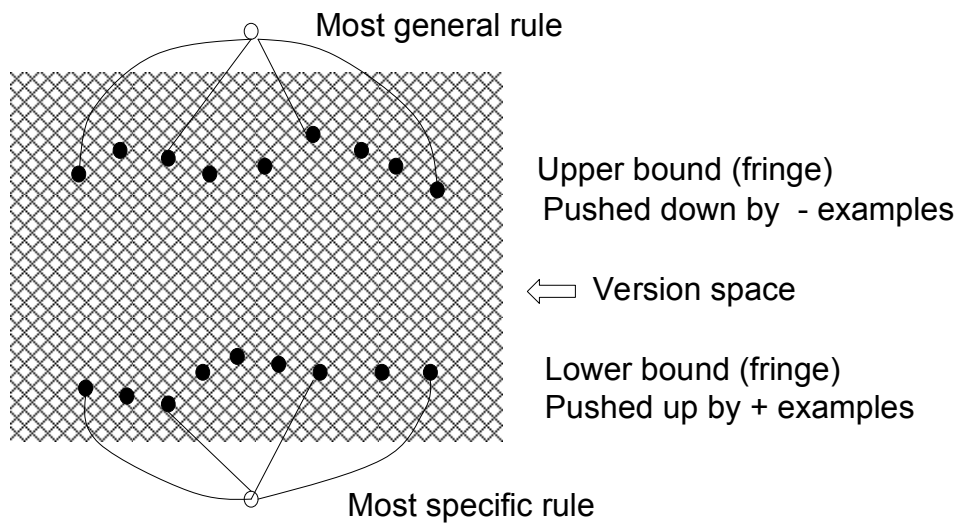 Most general rule
Upper bound (fringe)
Pushed down by - examples
Version space
Lower bound (fringe)
Pushed up by + examples
Most specific rule